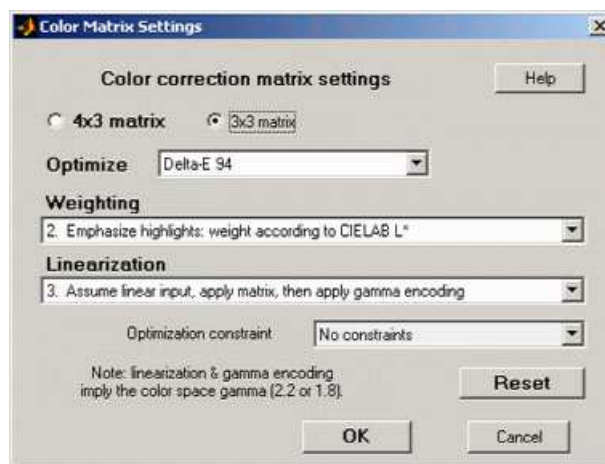 Color Matrix Settings
Color correction matrix settings
Help
4x3 matrix
3x3 matrix
Optimize
Delta-E 94
Weighting
2. Emphasize highlights: weight according to CIELAB L*
Linearization
3. Assume linear input, apply matrix, then apply gamma encoding
Optimization constraint
No constraints
Note: linearization & gamma encoding
imply the color space gamma (2.2 or 1.8).
Reset
OK
Cancel